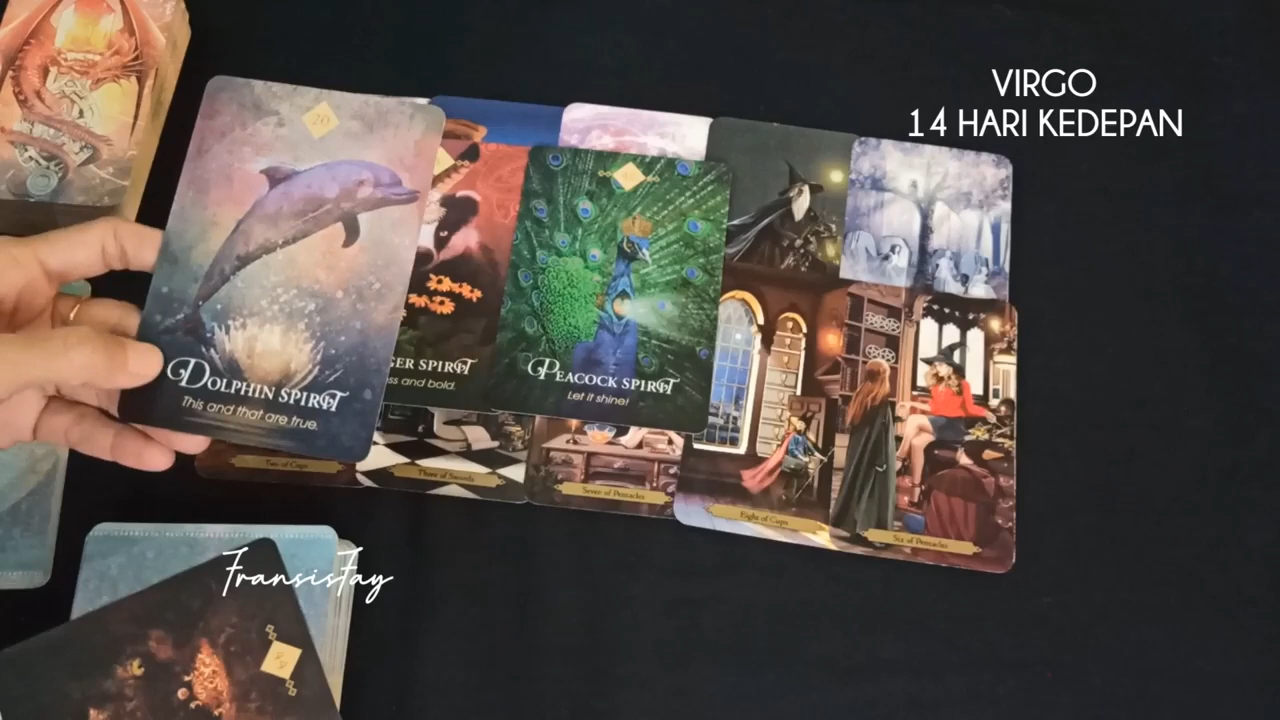 VIRGO
14 HARI KEDEPAN
20
DOLPHIN SPIRIT
This and that are true.
GER SPIRIT
ss and bold.
PEACOCK SPIRIT
Let it shine!
Two of Cups
Three of Swords
Seven of Pentacles
Eight of Cups
Six of Pentacles
FransisFay